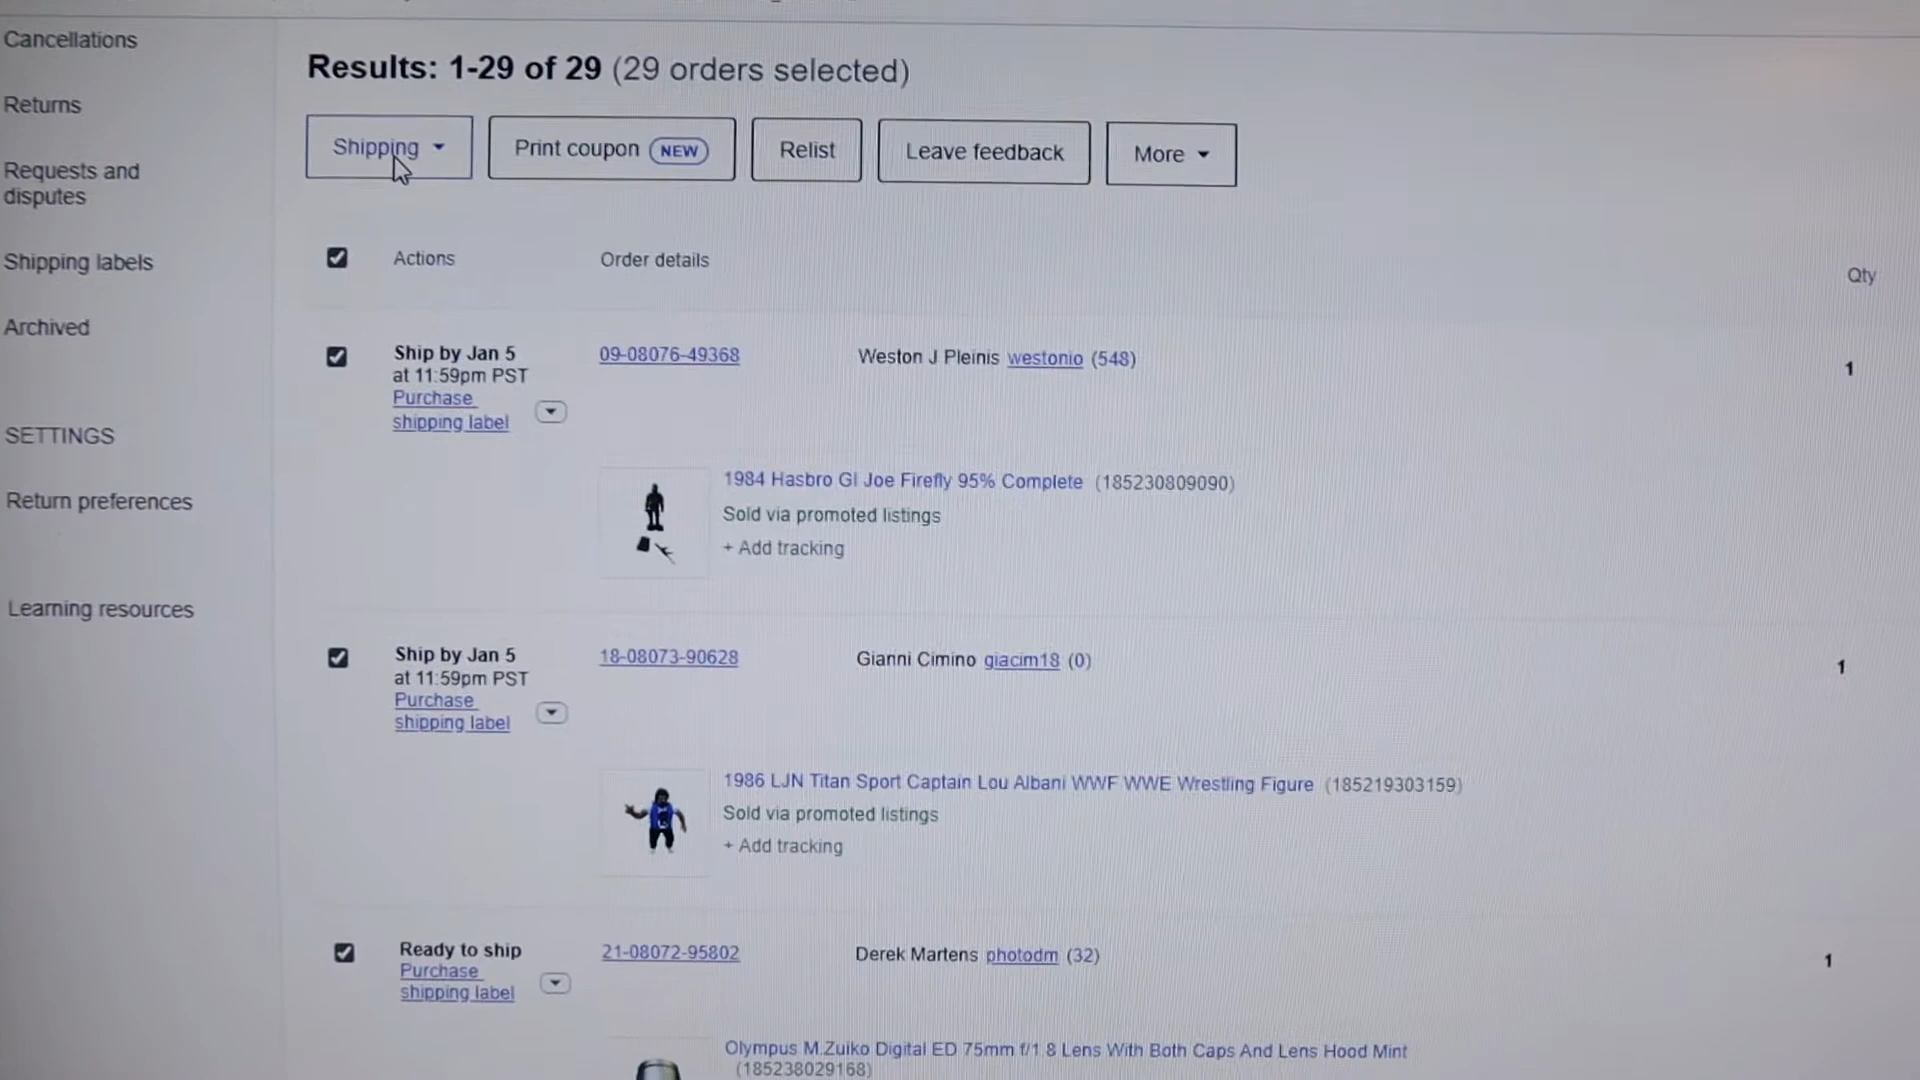 Cancellations
Returns
Requests and
disputes
Shipping labels
Archived
SETTINGS
Return preferences
Learning resources
Results: 1-29 of 29 (29 orders selected)
Shipping
Print coupon NEW
Relist
Leave feedback
More
Actions
Order details
Qty
Ship by Jan 5
at 11:59pm PST
Purchase
shipping label
09-08076-49368
Weston J Pleinis westonio (548)
1
1984 Hasbro GI Joe Firefly 95% Complete (185230809090)
Sold via promoted listings
+ Add tracking
Ship by Jan 5
at 11:59pm PST
Purchase
shipping label
18-08073-90628
Gianni Cimino giacim18 (0)
1
1986 LJN Titan Sport Captain Lou Albani WWF WWE Wrestling Figure (185219303159)
Sold via promoted listings
+ Add tracking
Ready to ship
Purchase
shipping label
21-08072-95802
Derek Martens photodm (32)
1
Olympus M.Zuiko Digital ED 75mm f/1.8 Lens With Both Caps And Lens Hood Mint
(185238029168)